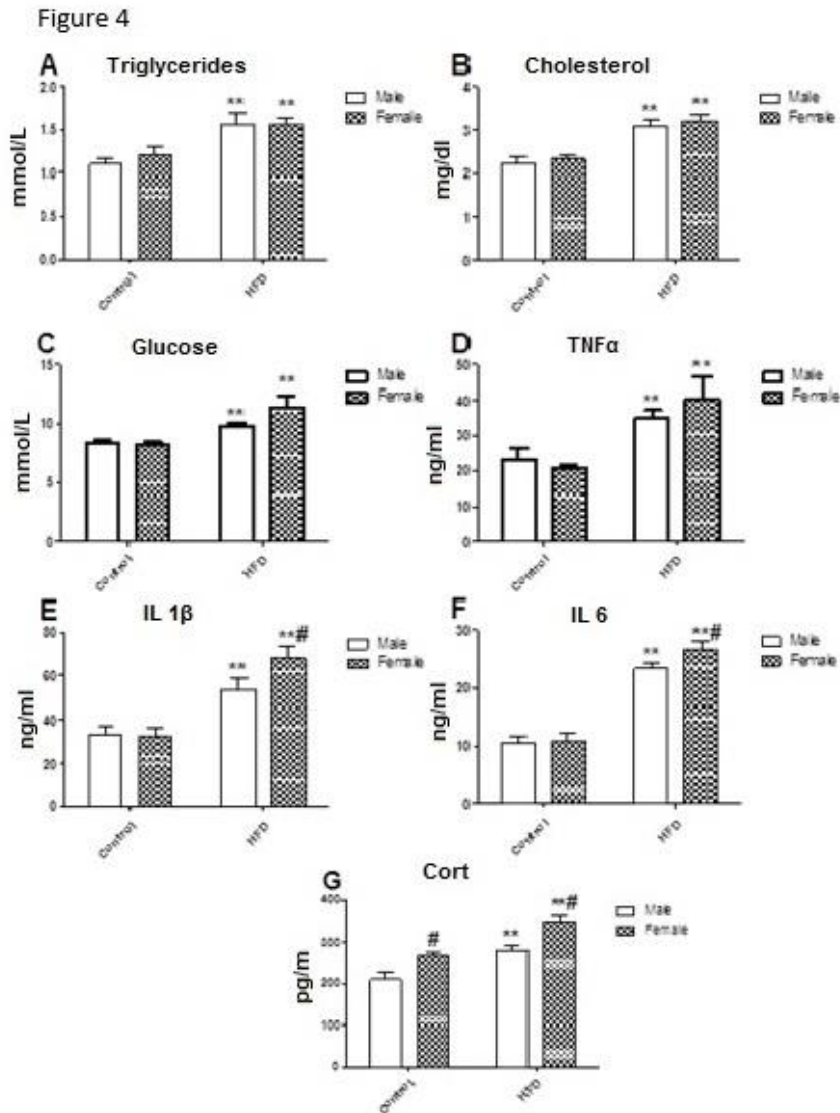 Figure 4
A Triglycerides
Male
Female
mmol/L
2.0
1.5
1.0
0.5
0.0
** **
Control
HFD
B Cholesterol
Male
Female
mg/dl
4
3
2
1
0
** **
Control
HFD
C Glucose
Male
Female
mmol/L
15
10
5
0
** **
Control
HFD
D TNFα
Male
Female
ng/ml
50
40
30
20
10
0
** **
Control
HFD
E IL 1β
Male
Female
ng/ml
80
60
40
20
0
** **#
Control
HFD
F IL 6
Male
Female
ng/ml
30
20
10
0
** **#
Control
HFD
G Cort
Male
Female
pg/m
400
300
200
100
0
# ** **#
Control
HFD